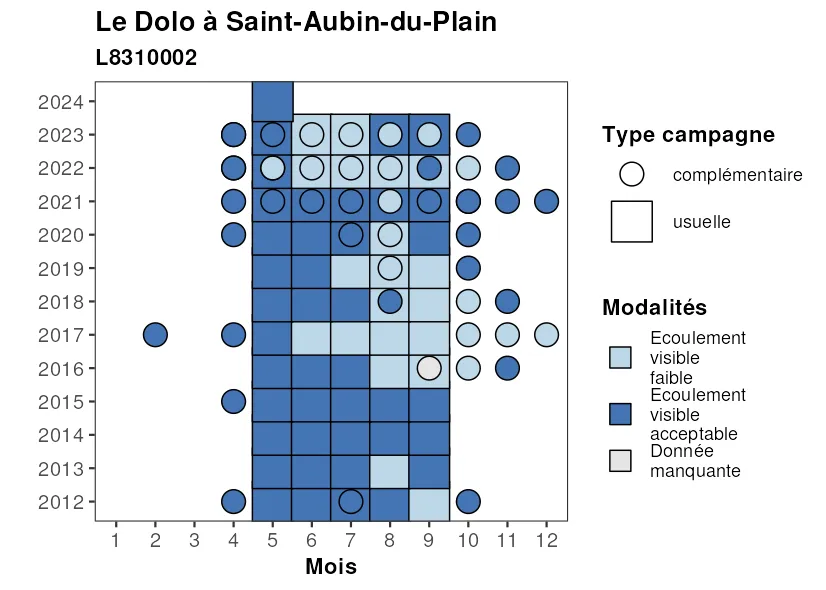 Le Dolo à Saint-Aubin-du-Plain
L8310002
2024
2023
2022
2021
2020
2019
2018
2017
2016
2015
2014
2013
2012
1 2 3 4 5 6 7 8 9 10 11 12
Mois
Type campagne
complémentaire
usuelle
Modalités
Ecoulement
visible
faible
Ecoulement
visible
acceptable
Donnée
manquante